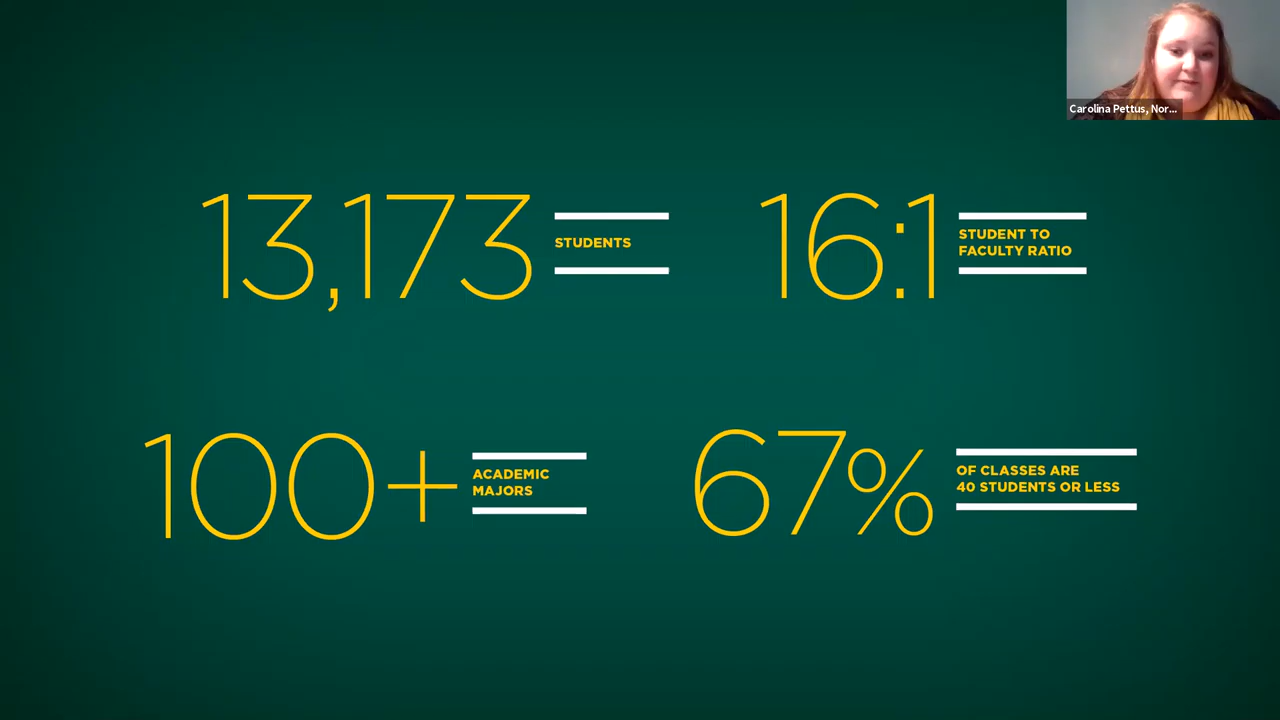 Carolina Pettus, Nor...
13,173
STUDENTS
16:1
STUDENT TO
FACULTY RATIO
100+
ACADEMIC
MAJORS
67%
OF CLASSES ARE
40 STUDENTS OR LESS